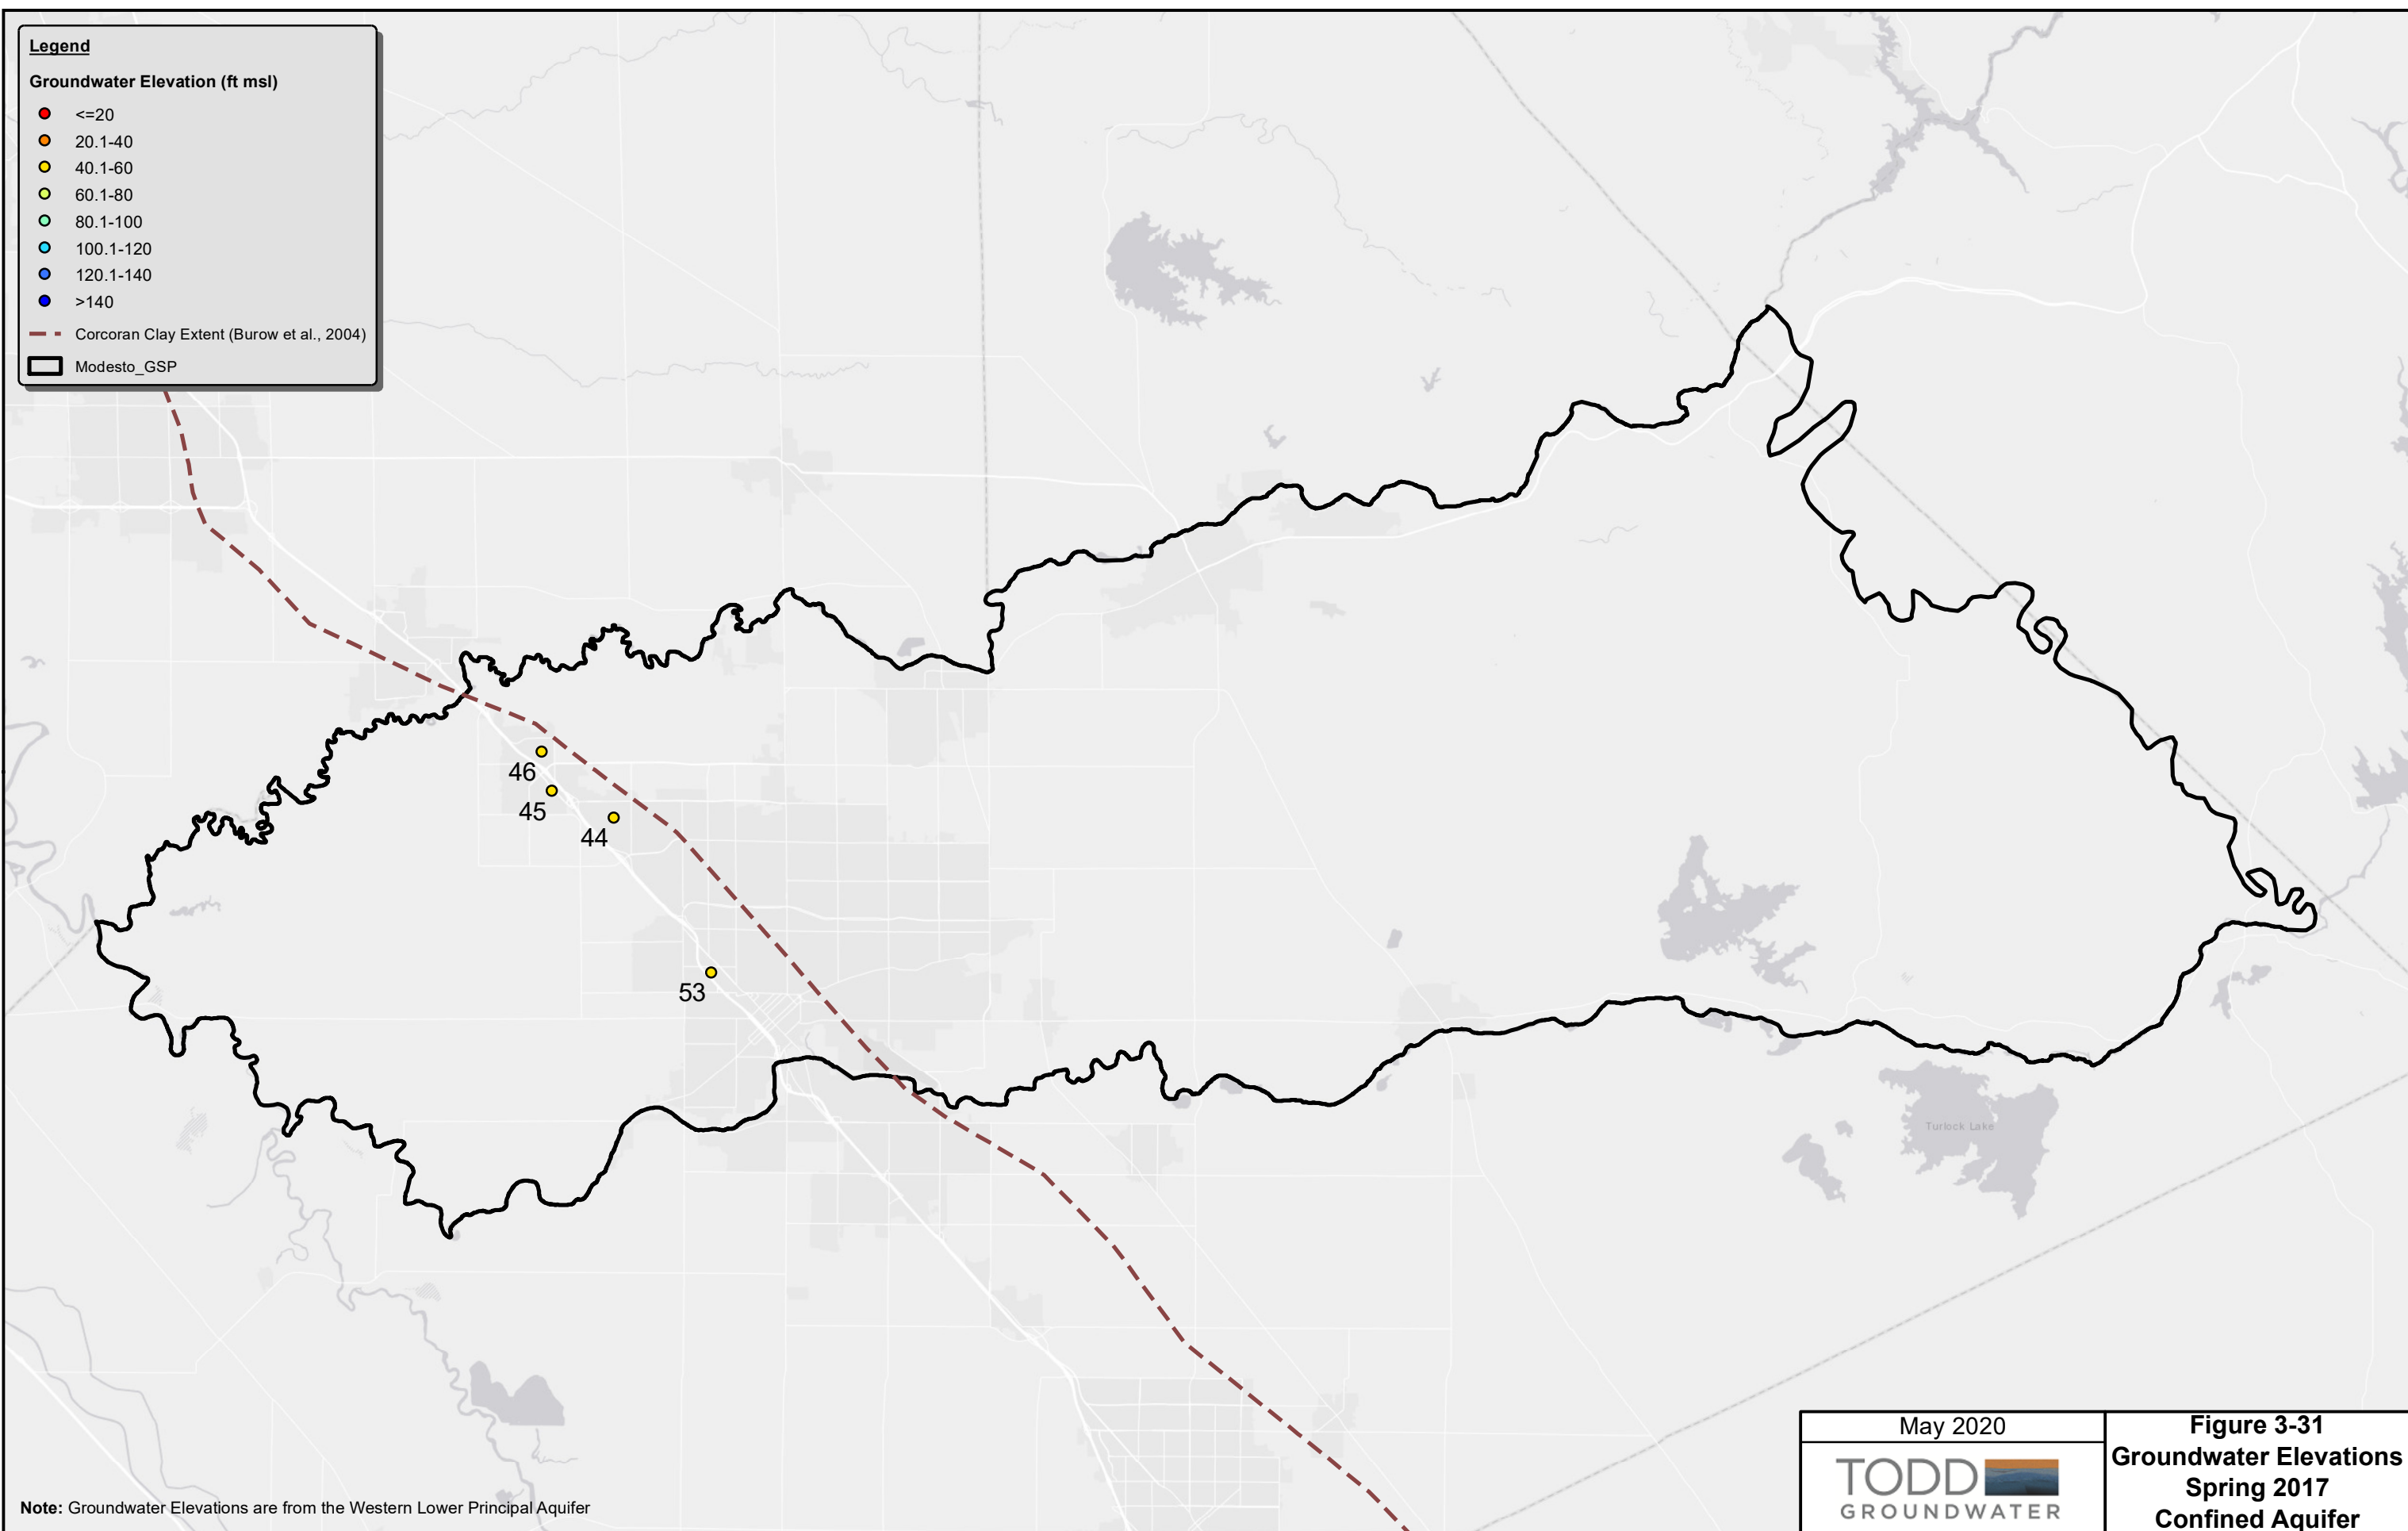 Legend
Groundwater Elevation (ft msl)
<=20
20.1-40
40.1-60
60.1-80
80.1-100
100.1-120
120.1-140
>140
Corcoran Clay Extent (Burow et al., 2004)
Modesto_GSP
46
45
44
53
Turlock Lake
Note: Groundwater Elevations are from the Western Lower Principal Aquifer
May 2020
TODD
GROUNDWATER
Figure 3-31
Groundwater Elevations
Spring 2017
Confined Aquifer